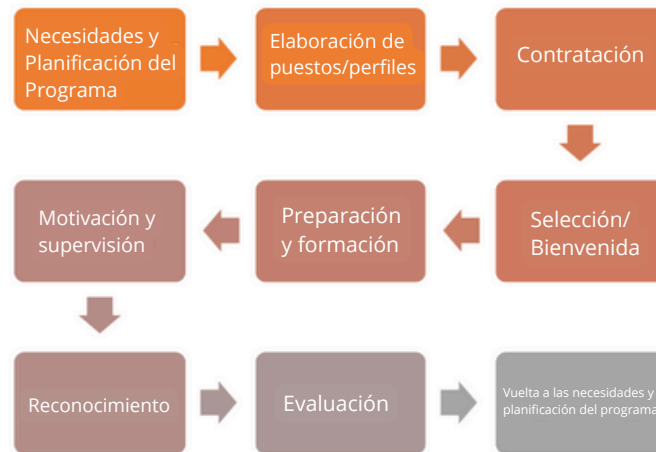 Necesidades y
Planificación del
Programa
Elaboración de
puestos/perfiles
Contratación
Selección/
Bienvenida
Preparación
y formación
Motivación y
supervisión
Reconocimiento
Evaluación
Vuelta a las necesidades y
planificación del programa